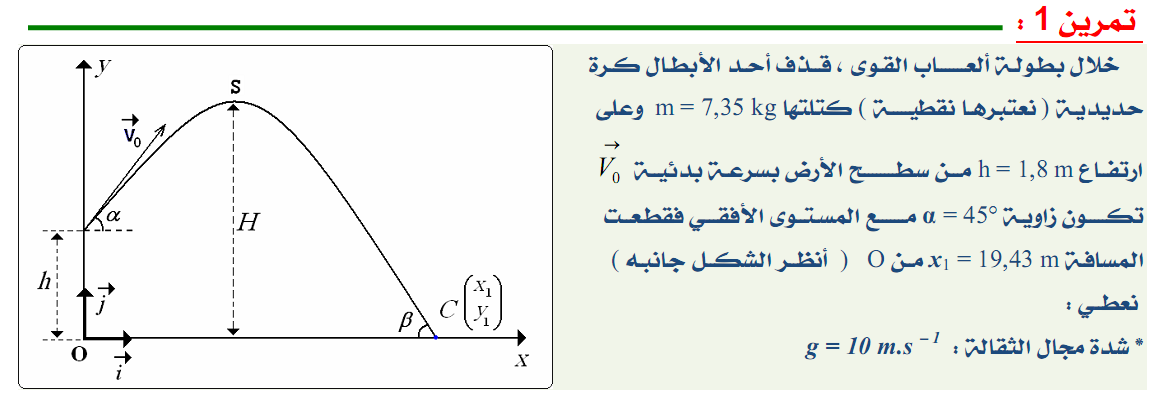 تمرين 1 :
خلال بطولة ألعاب القوى ، قذف أحد الأبطال كرة
حديدية ( نعتبرها نقطية ) كتلتها m = 7,35 kg وعلى
ارتفاع h = 1,8 m من سطح الأرض بسرعة بدئية V₀
تكون زاوية α = 45° مع المستوى الأفقي فقطعت
المسافة x₁ = 19,43 m من O ( أنظر الشكل جانبه )
نعطي :
* شدة مجال الثقالة : g = 10 m.s⁻¹
y
S
V₀
α
H
h
j
β
C (x₁ y₁)
O
i
x